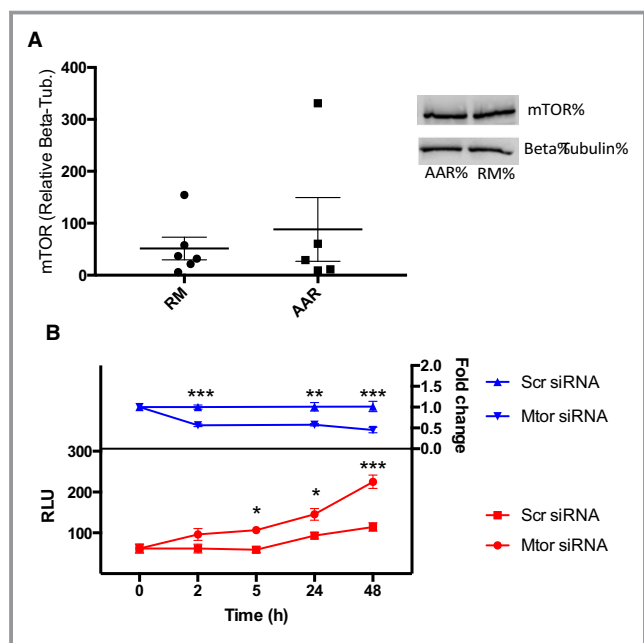 A
mTOR (Relative Beta-Tub.)
400
300
200
100
0
RM
AAR
mTOR%
Beta%Tubulin%
AAR% RM%
B
*** ** ***
2.0
1.5
1.0
0.5
0.0
Fold change
Scr siRNA
Mtor siRNA
RLU
300
200
100
* * ***
Scr siRNA
Mtor siRNA
0 2 5 24 48
Time (h)